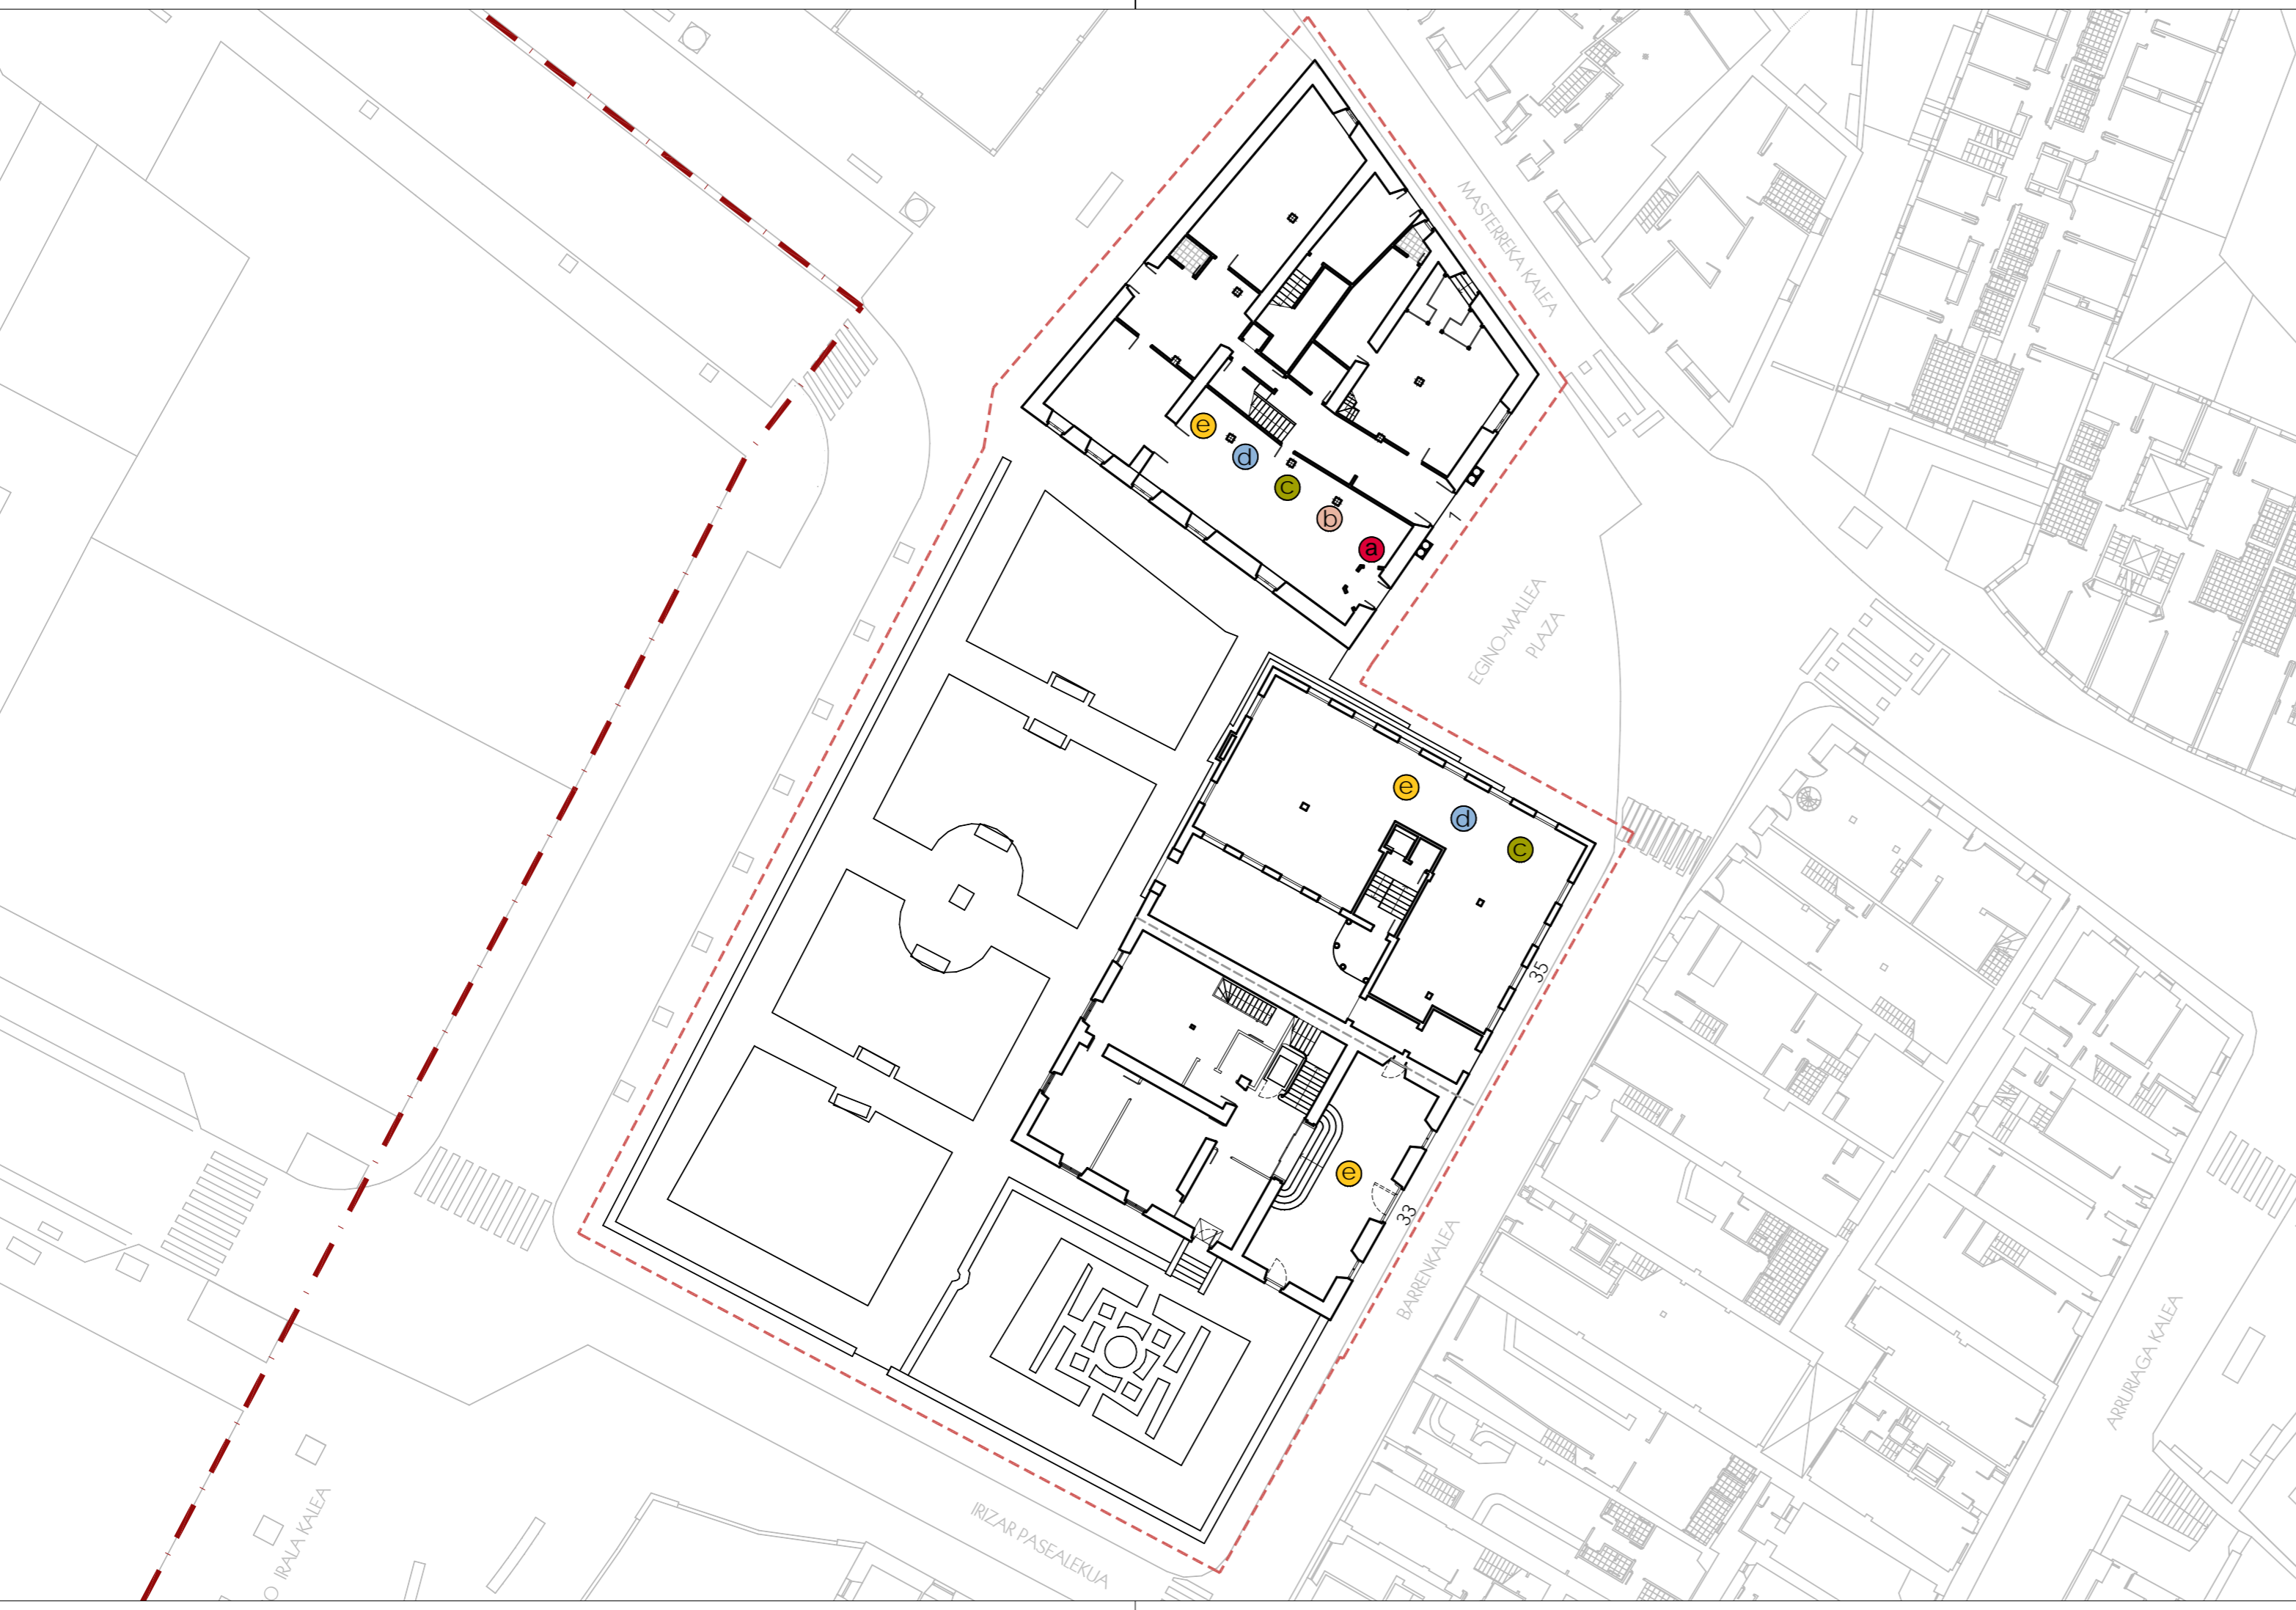 MASTERREKA KALEA
e
d
c
b
a
1
EGINO-MALLEA
PLAZA
e
d
c
35
e
33
BARRENKALEA
ARRURIAGA KALEA
IRIZAR PASEALEKUA
O IRALA KALEA